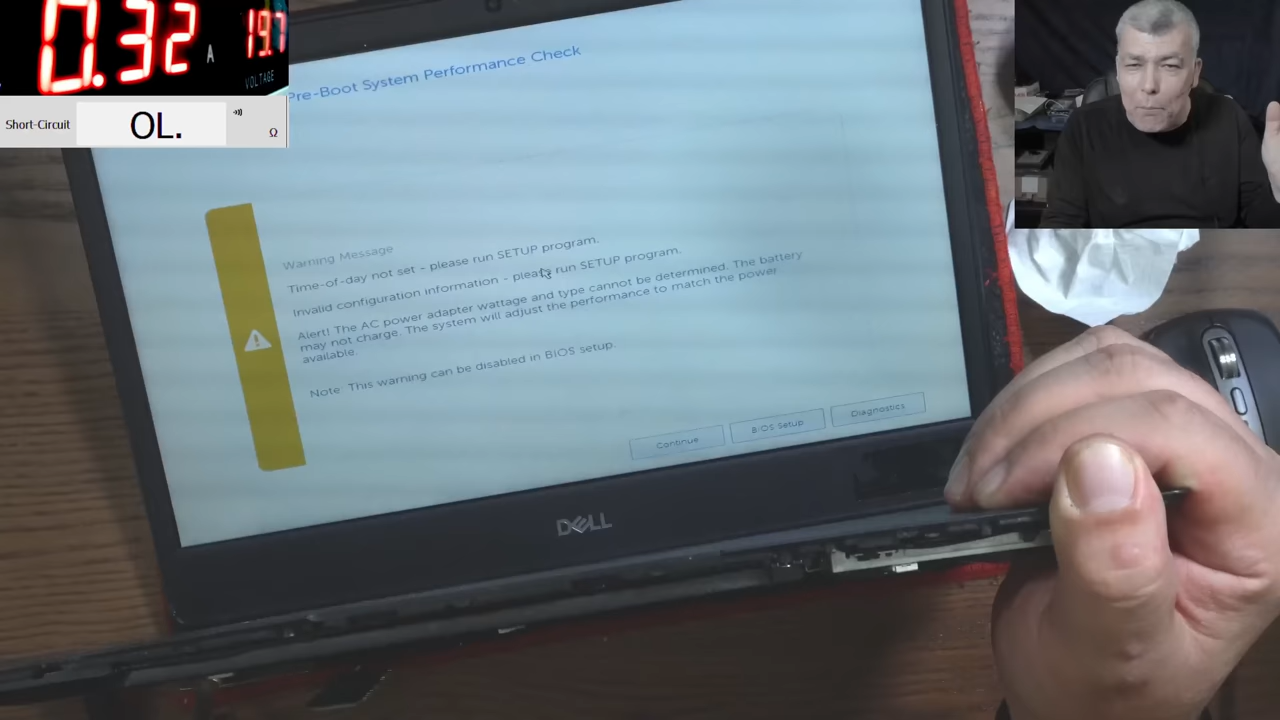 0.32 A 19.7
VOLTAGE
Short-Circuit OL. Ω
Pre-Boot System Performance Check
Warning Message
Time-of-day not set - please run SETUP program.
Invalid configuration information - please run SETUP program.
Alert! The AC power adapter wattage and type cannot be determined. The battery
may not charge. The system will adjust the performance to match the power
available.
Note: This warning can be disabled in BIOS setup.
Continue BIOS Setup Diagnostics
DELL